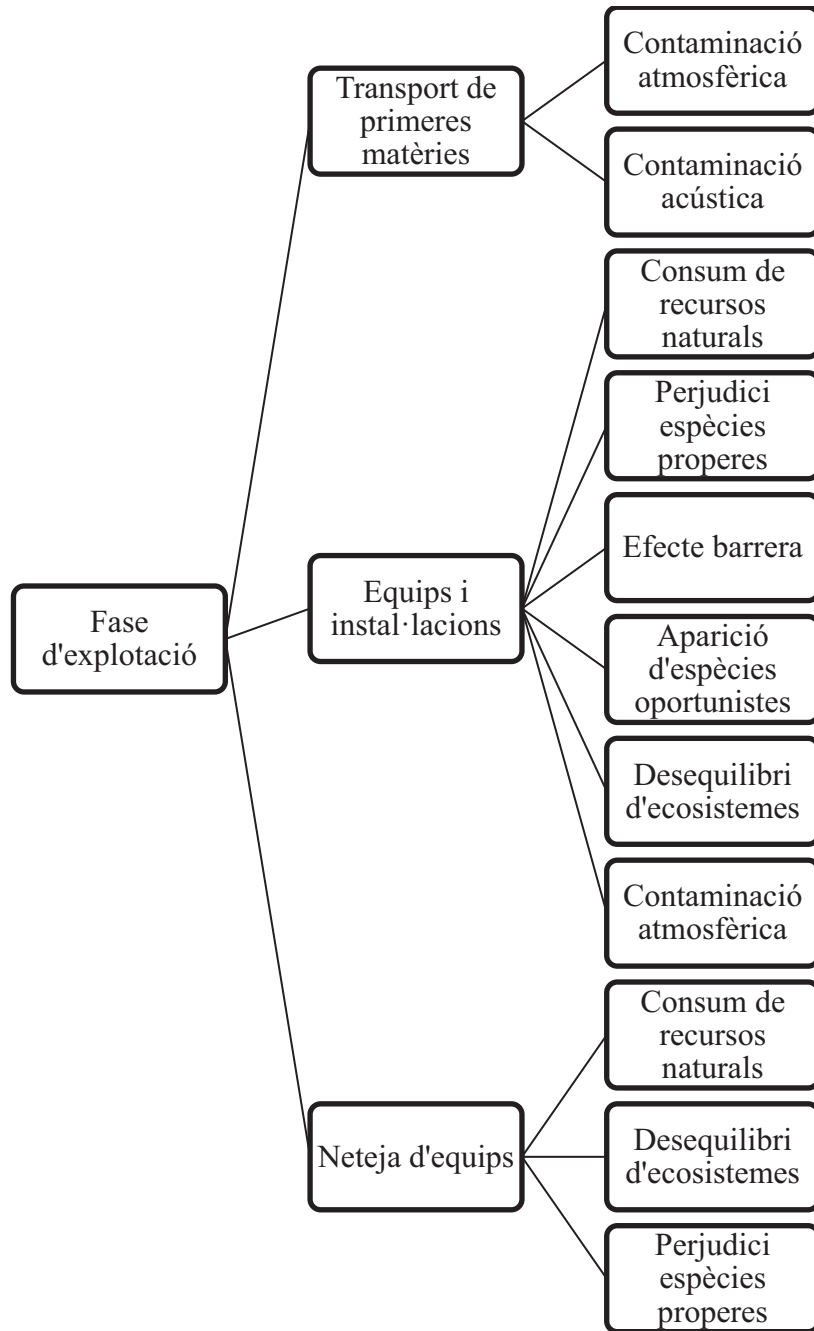 Fase
d'explotació
Transport de
primeres
matèries
Contaminació
atmosfèrica
Contaminació
acústica
Equips i
instal·lacions
Consum de
recursos
naturals
Perjudici
espècies
properes
Efecte barrera
Aparició
d'espècies
oportunistes
Desequilibri
d'ecosistemes
Contaminació
atmosfèrica
Neteja d'equips
Consum de
recursos
naturals
Desequilibri
d'ecosistemes
Perjudici
espècies
properes